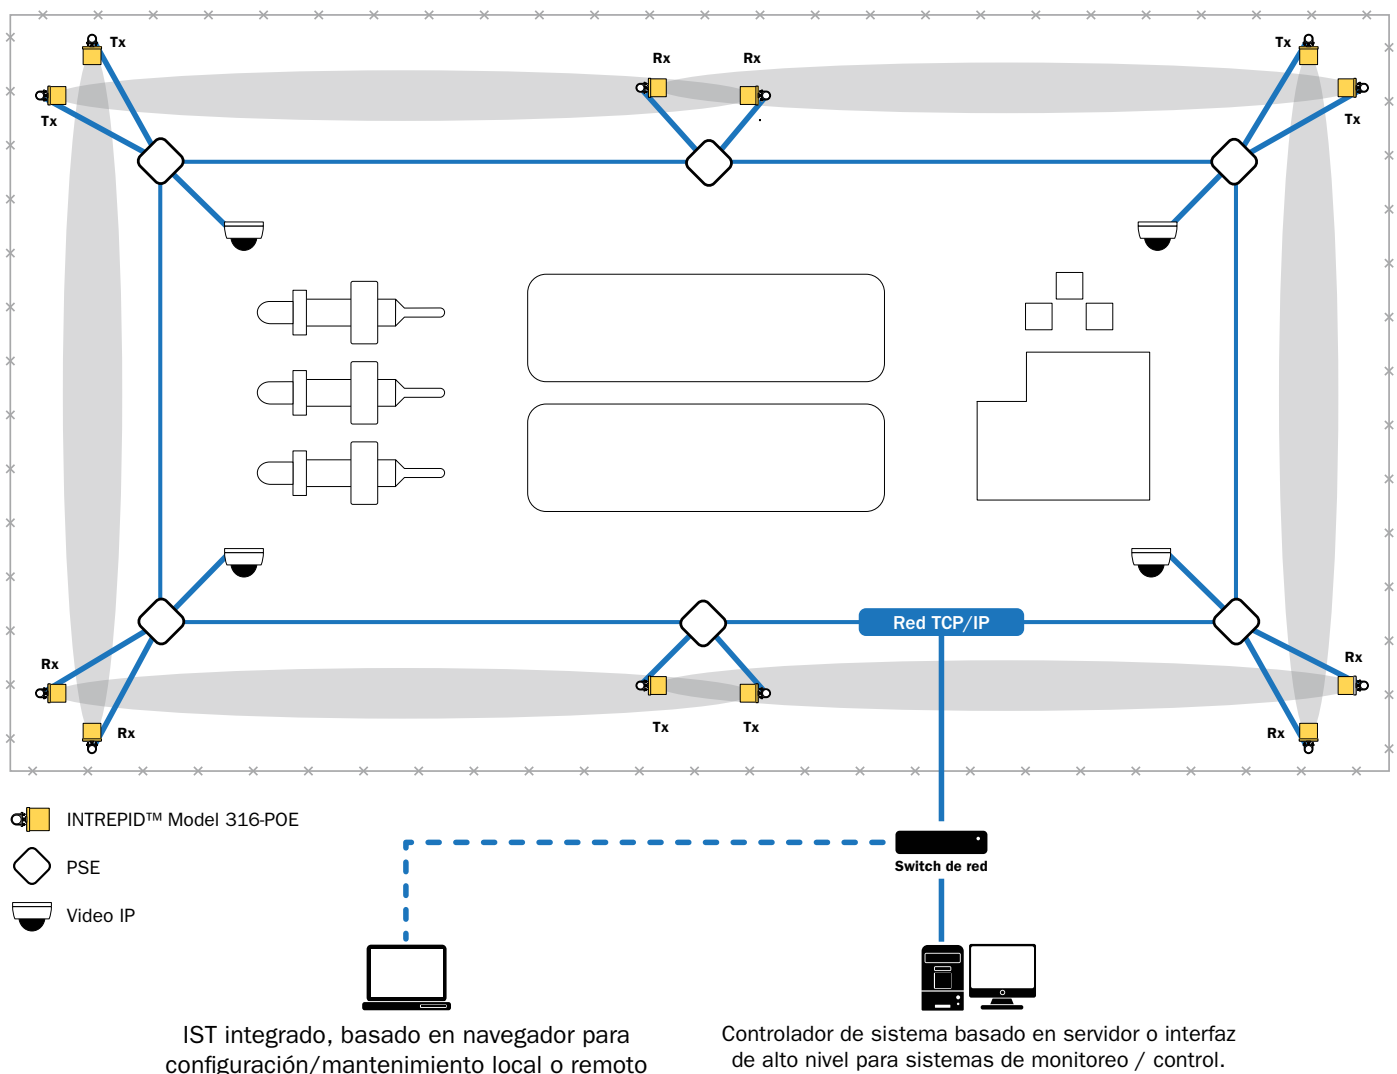 Tx
Rx
Rx
Tx
Tx
Tx
Red TCP/IP
Rx
Rx
Rx
Tx
Tx
Rx
INTREPID™ Model 316-POE
PSE
Video IP
Switch de red
IST integrado, basado en navegador para
configuración/mantenimiento local o remoto
Controlador de sistema basado en servidor o interfaz
de alto nivel para sistemas de monitoreo / control.